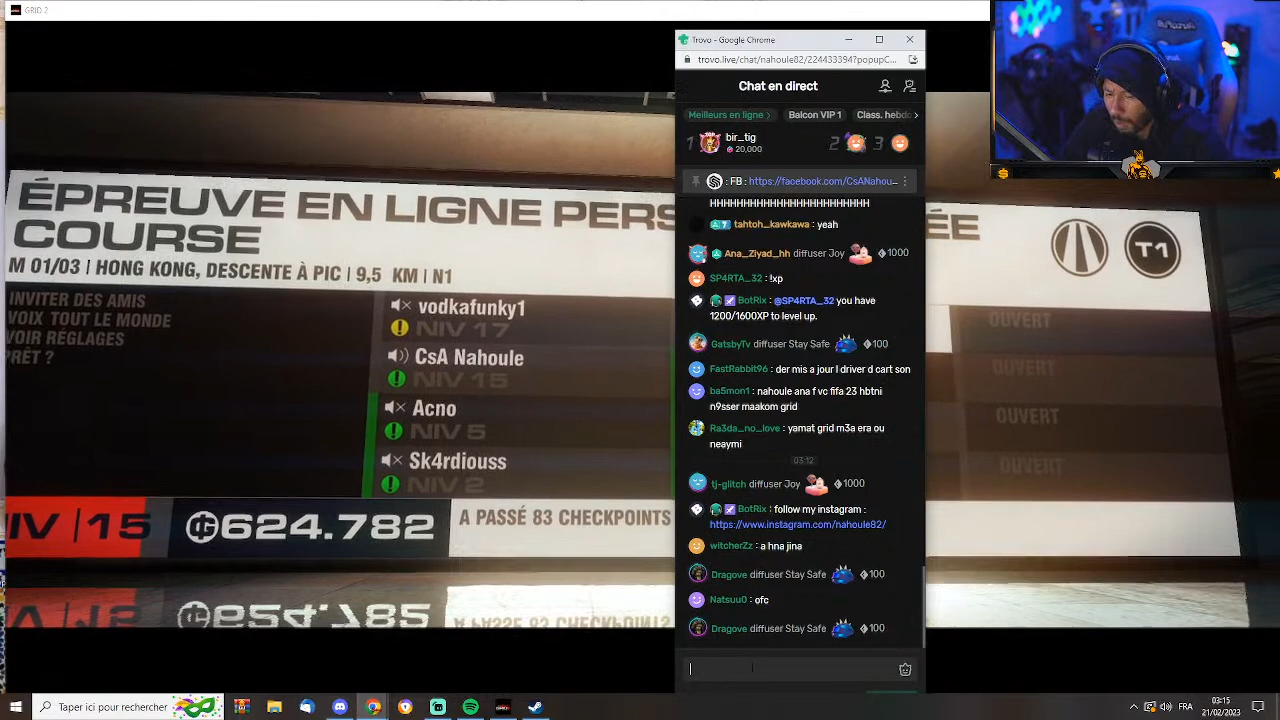 GRID 2
ÉPREUVE EN LIGNE PERS
ÉE
COURSE
T1
M 01/03 | HONG KONG, DESCENTE À PIC | 9,5 KM | N1
INVITER DES AMIS
VOIX TOUT LE MONDE
VOIR RÉGLAGES
PRÊT ?
vodkafunky1
NIV 17
CsA Nahoule
NIV 15
Acno
NIV 5
Sk4rdiouss
NIV 2
OUVERT
OUVERT
OUVERT
OUVERT
NIV | 15
624.782
A PASSÉ 83 CHECKPOINTS
Trovo - Google Chrome
trovo.live/chat/nahoule82/224433394?popupC...
Chat en direct
Meilleurs en ligne >
Balcon VIP 1
Class. hebdo
1 bir_tig
20,000
2
3
: FB : https://facebook.com/CsANahou...
HHHHHHHHHHHHHHHHHHHHHHHHH
7 tahtoh_kawkawa : yeah
Ana_Ziyad_hh diffuser Joy 1000
SP4RTA_32 : !xp
BotRix : @SP4RTA_32 you have
1200/1600XP to level up.
GatsbyTv diffuser Stay Safe 100
FastRabbit96 : der mis a jour l driver d cart son
ba5mon1 : nahoule ana f vc fifa 23 hbtni
n9sser maakom grid
Ra3da_no_love : yamat grid m3a era ou
neaymi
03:12
tj-glitch diffuser Joy 1000
BotRix : follow my instagram :
https://www.instagram.com/nahoule82/
witcherZz : a hna jina
Dragove diffuser Stay Safe 100
Natsuu0 : ofc
Dragove diffuser Stay Safe 100
Taper ici pour rechercher
FRA
03:15
21/02/2023